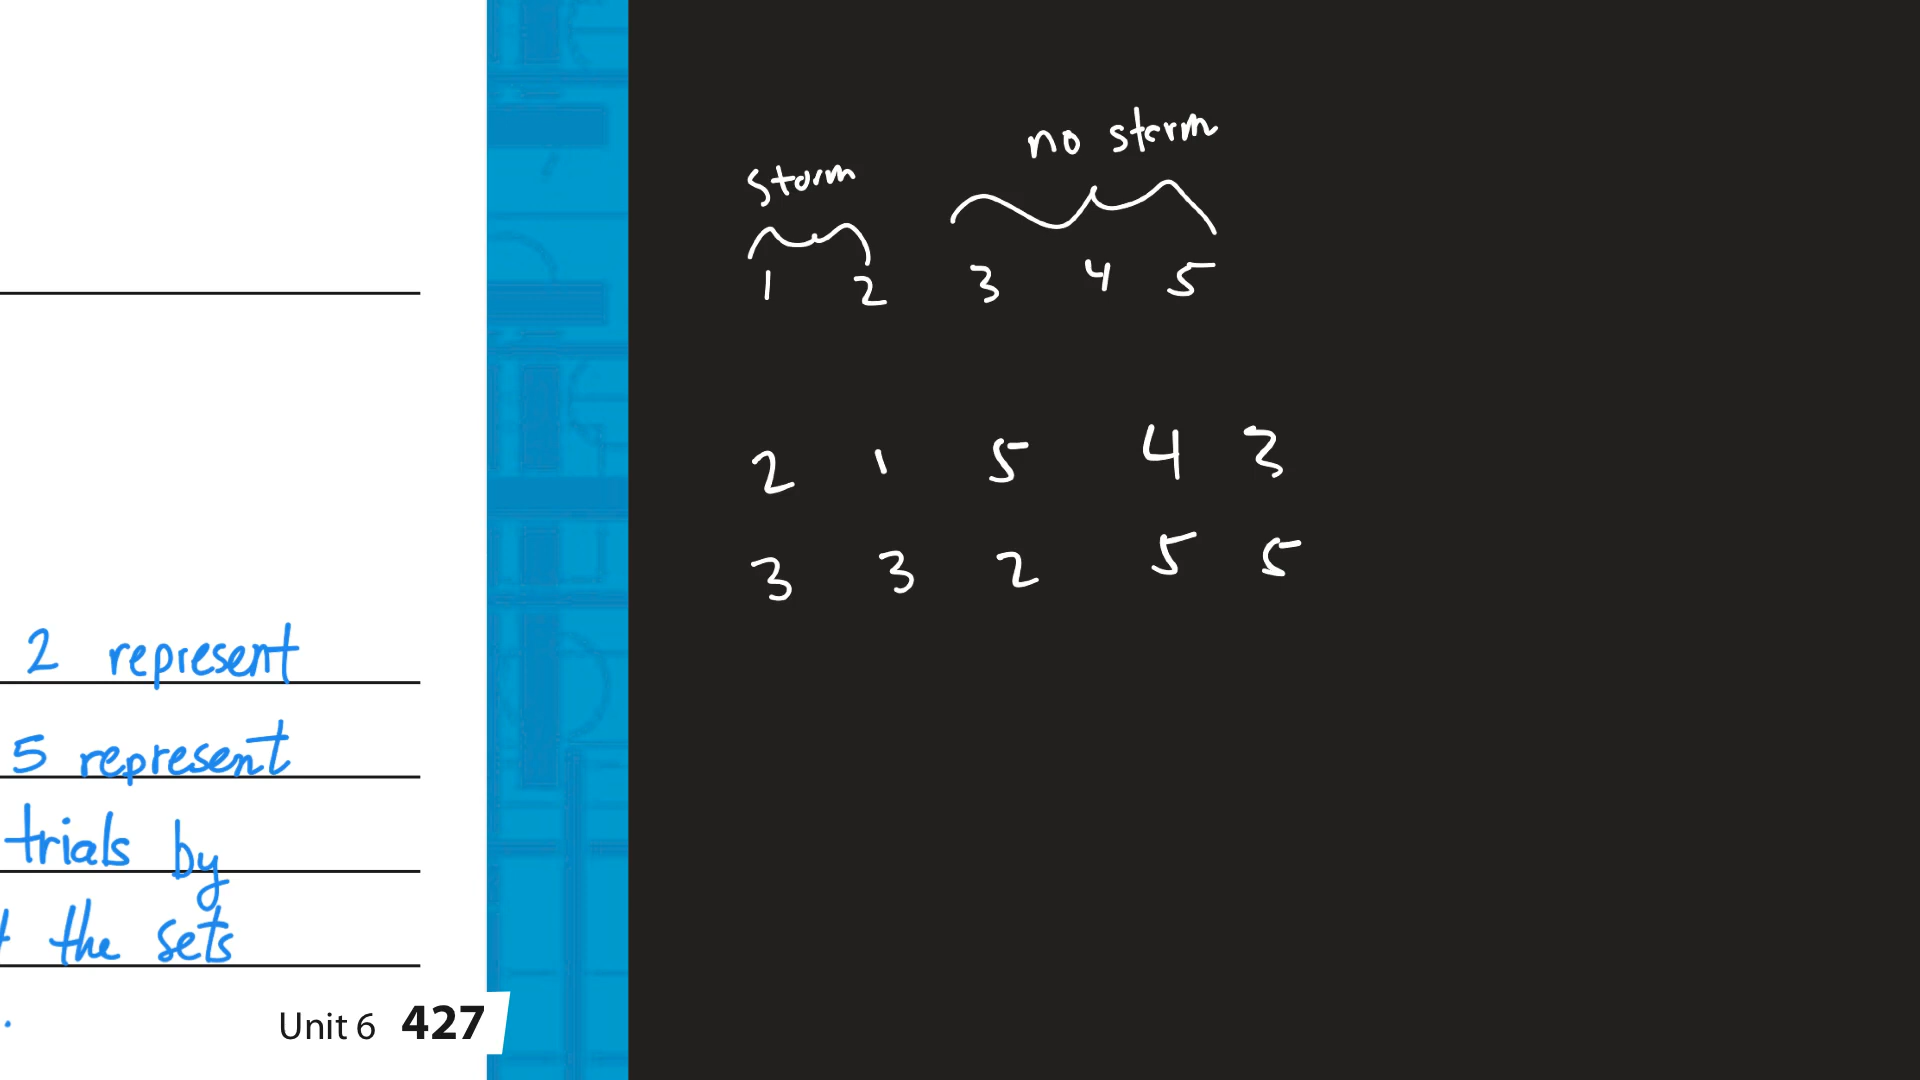 2 represent
5 represent
trials by
the sets
Unit 6 427
storm no storm
1 2 3 4 5
2 1 5 4 3
3 3 2 5 5